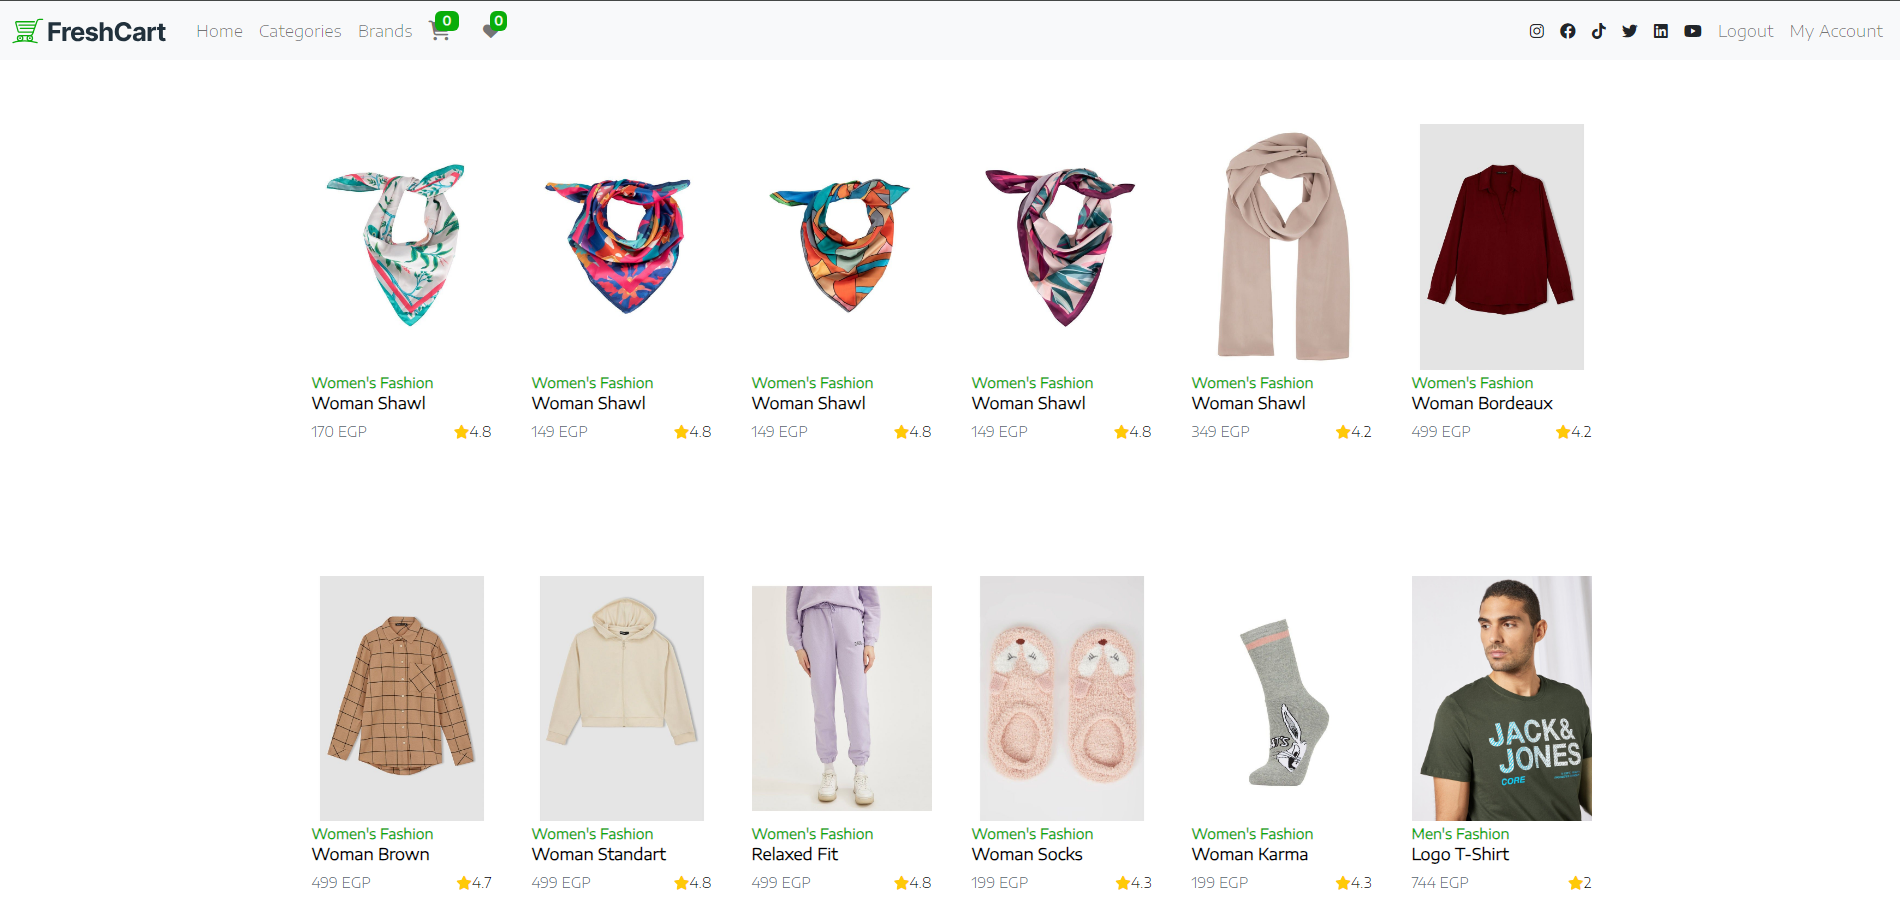 FreshCart Home Categories Brands 0 0 Logout My Account
Women's Fashion
Woman Shawl
170 EGP 4.8
Women's Fashion
Woman Shawl
149 EGP 4.8
Women's Fashion
Woman Shawl
149 EGP 4.8
Women's Fashion
Woman Shawl
149 EGP 4.8
Women's Fashion
Woman Shawl
349 EGP 4.2
Women's Fashion
Woman Bordeaux
499 EGP 4.2
Women's Fashion
Woman Brown
499 EGP 4.7
Women's Fashion
Woman Standart
499 EGP 4.8
Women's Fashion
Relaxed Fit
499 EGP 4.8
Women's Fashion
Woman Socks
199 EGP 4.3
Women's Fashion
Woman Karma
199 EGP 4.3
JACK&
JONES
CORE
Men's Fashion
Logo T-Shirt
744 EGP 2